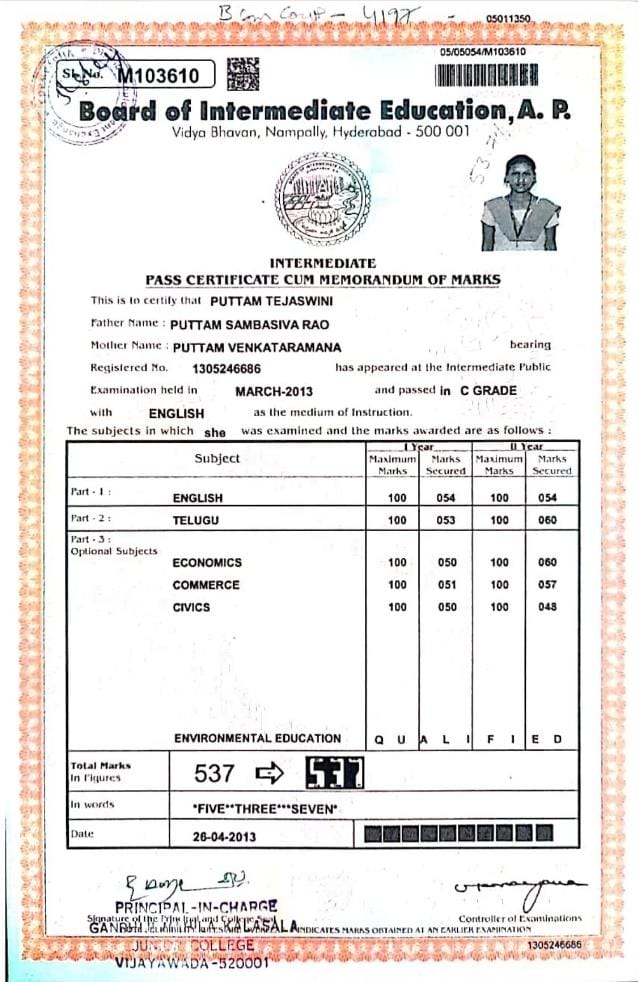 B Com Comp - 4197 -
05011350
05/05054/M103610
Sl. No. M103610
Board of Intermediate Education, A. P.
Vidya Bhavan, Nampally, Hyderabad - 500 001
INTERMEDIATE
PASS CERTIFICATE CUM MEMORANDUM OF MARKS
This is to certify that PUTTAM TEJASWINI
Father Name : PUTTAM SAMBASIVA RAO
Mother Name : PUTTAM VENKATARAMANA bearing
Registered No. 1305246686 has appeared at the Intermediate Public
Examination held in MARCH-2013 and passed in C GRADE
with ENGLISH as the medium of Instruction.
The subjects in which she was examined and the marks awarded are as follows :
Subject I Year II Year
Maximum Marks Maximum Marks
Marks Secured Marks Secured
Part - 1 : ENGLISH 100 054 100 054
Part - 2 : TELUGU 100 053 100 060
Part - 3 :
Optional Subjects
ECONOMICS 100 050 100 060
COMMERCE 100 051 100 057
CIVICS 100 050 100 048
ENVIRONMENTAL EDUCATION Q U A L I F I E D
Total Marks
In Figures 537 537
In words *FIVE**THREE***SEVEN*
Date 26-04-2013
PRINCIPAL-IN-CHARGE
Signature of the Principal and College Seal Controller of Examinations
INDICATES MARKS OBTAINED AT AN EARLIER EXAMINATION
JUNIOR COLLEGE 1305246686
VIJAYAWADA-520001